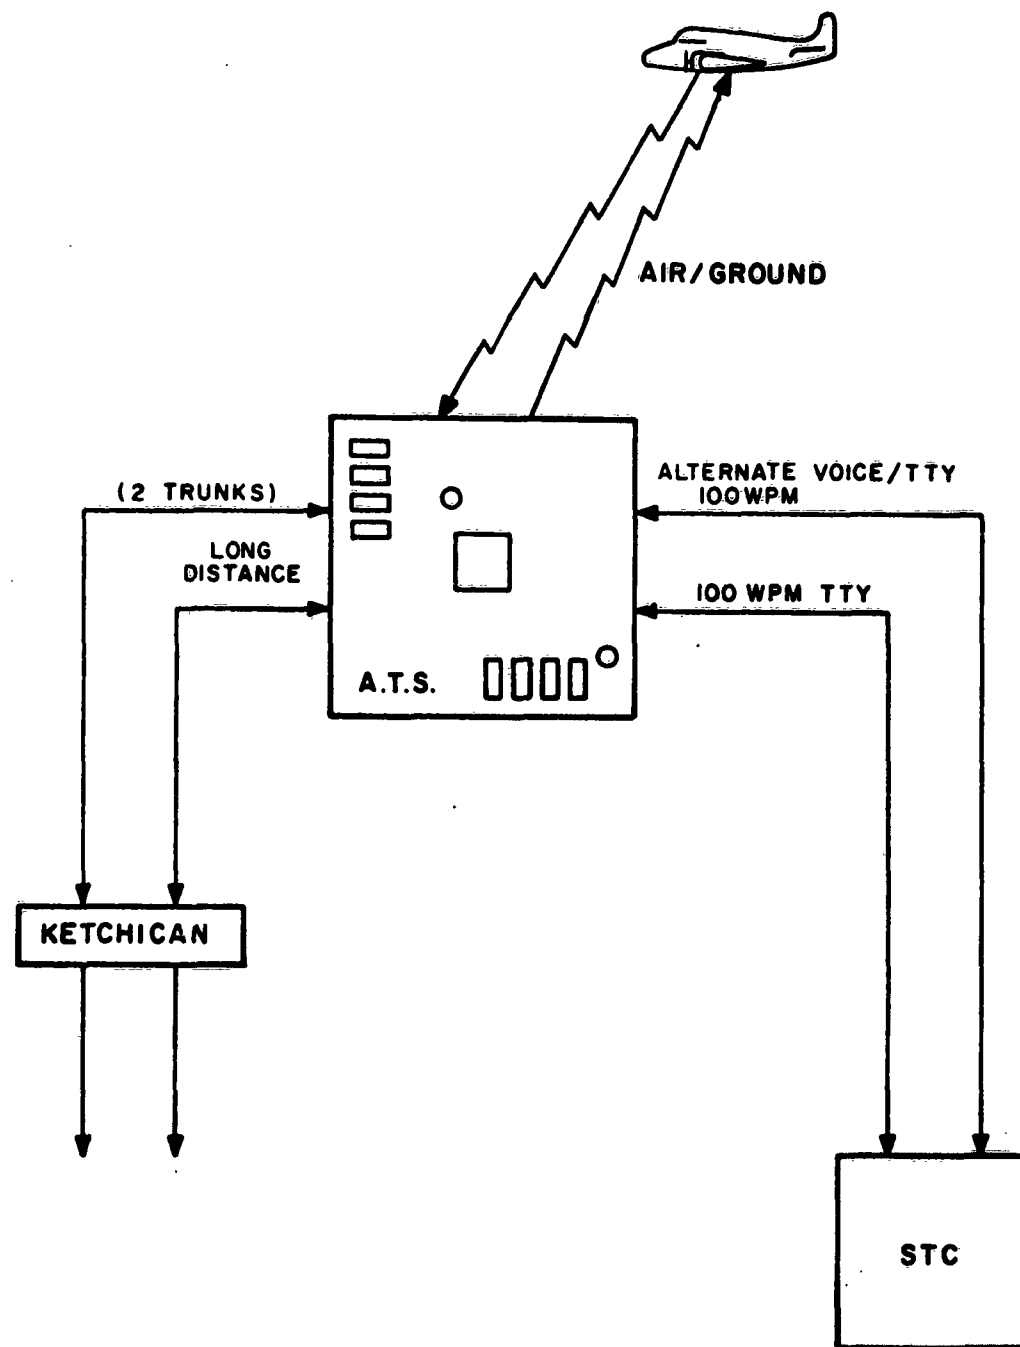 AIR/GROUND
(2 TRUNKS)
LONG
DISTANCE
ALTERNATE VOICE/TTY
100WPM
100 WPM TTY
A.T.S.
KETCHICAN
STC